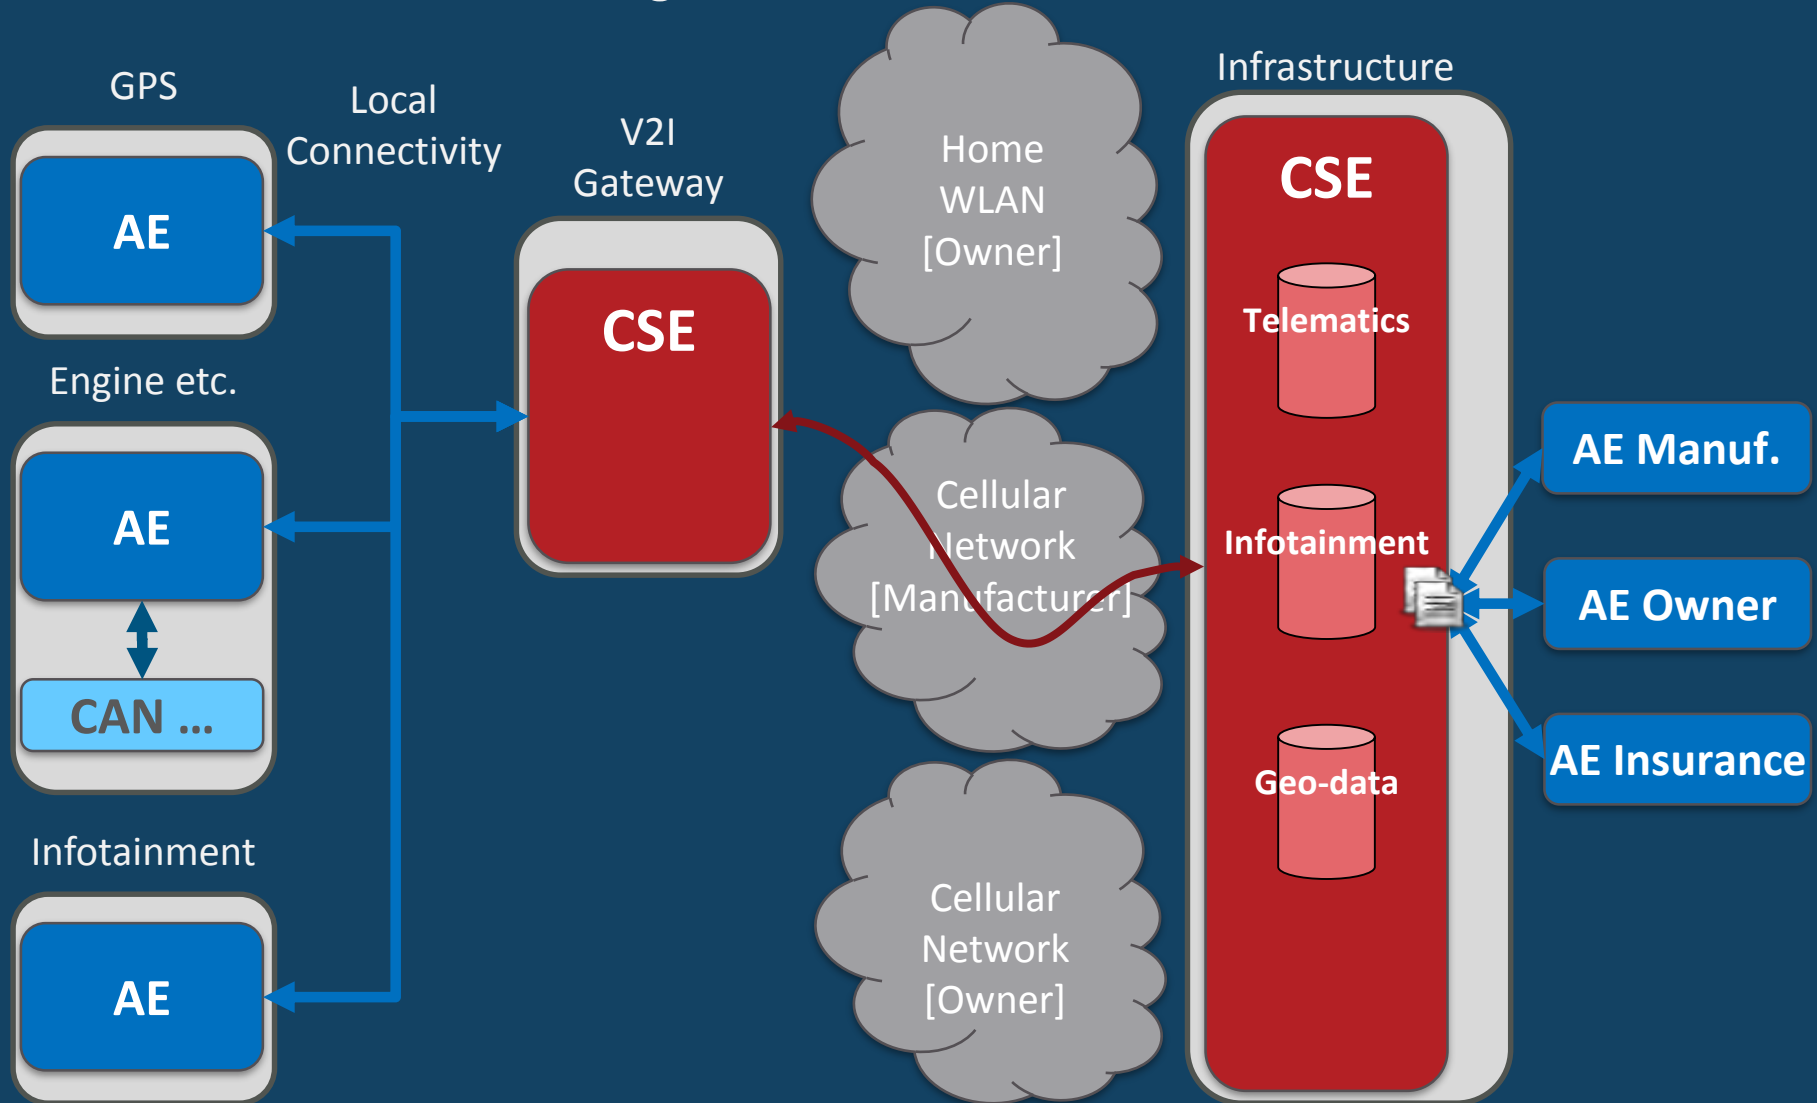 GPS
AE
Engine etc.
AE
CAN ...
Infotainment
AE
Local
Connectivity
V2I
Gateway
CSE
Home
WLAN
[Owner]
Cellular
Network
[Manufacturer]
Cellular
Network
[Owner]
Infrastructure
CSE
Telematics
Infotainment
Geo-data
AE Manuf.
AE Owner
AE Insurance